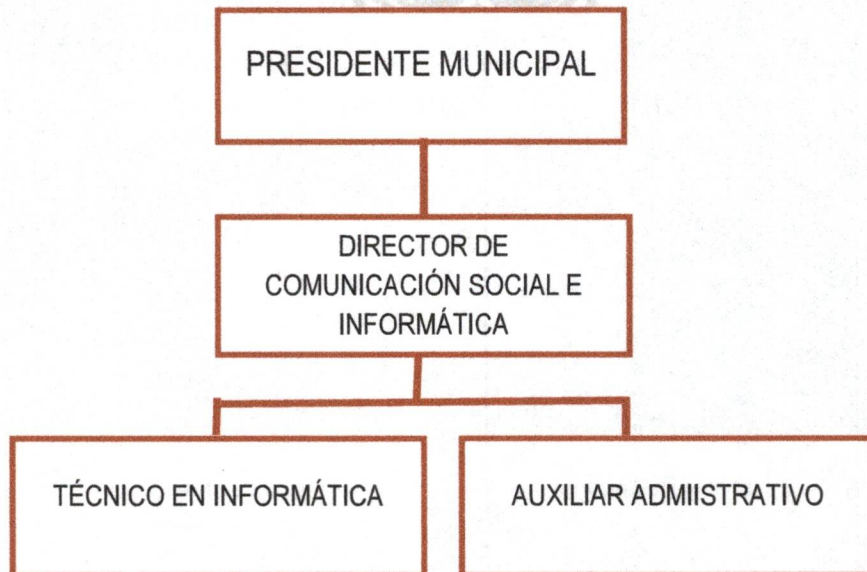 PRESIDENTE MUNICIPAL
DIRECTOR DE
COMUNICACIÓN SOCIAL E
INFORMÁTICA
TÉCNICO EN INFORMÁTICA
AUXILIAR ADMIISTRATIVO